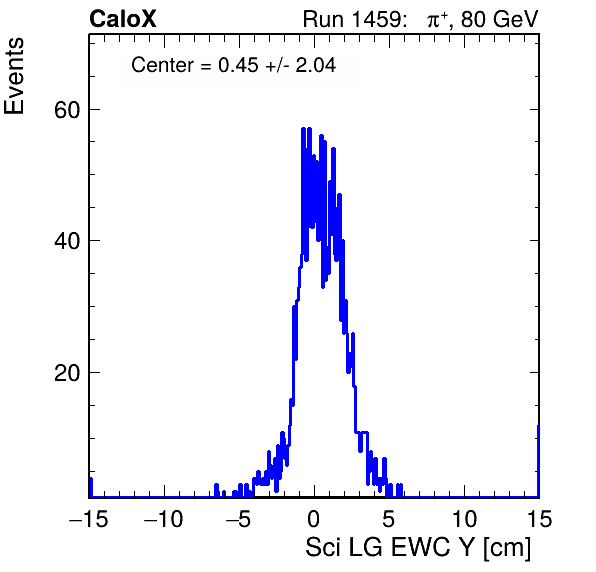 CaloX Run 1459: π⁺, 80 GeV
Center = 0.45 +/- 2.04
Events
60
40
20
−15 −10 −5 0 5 10 15
Sci LG EWC Y [cm]